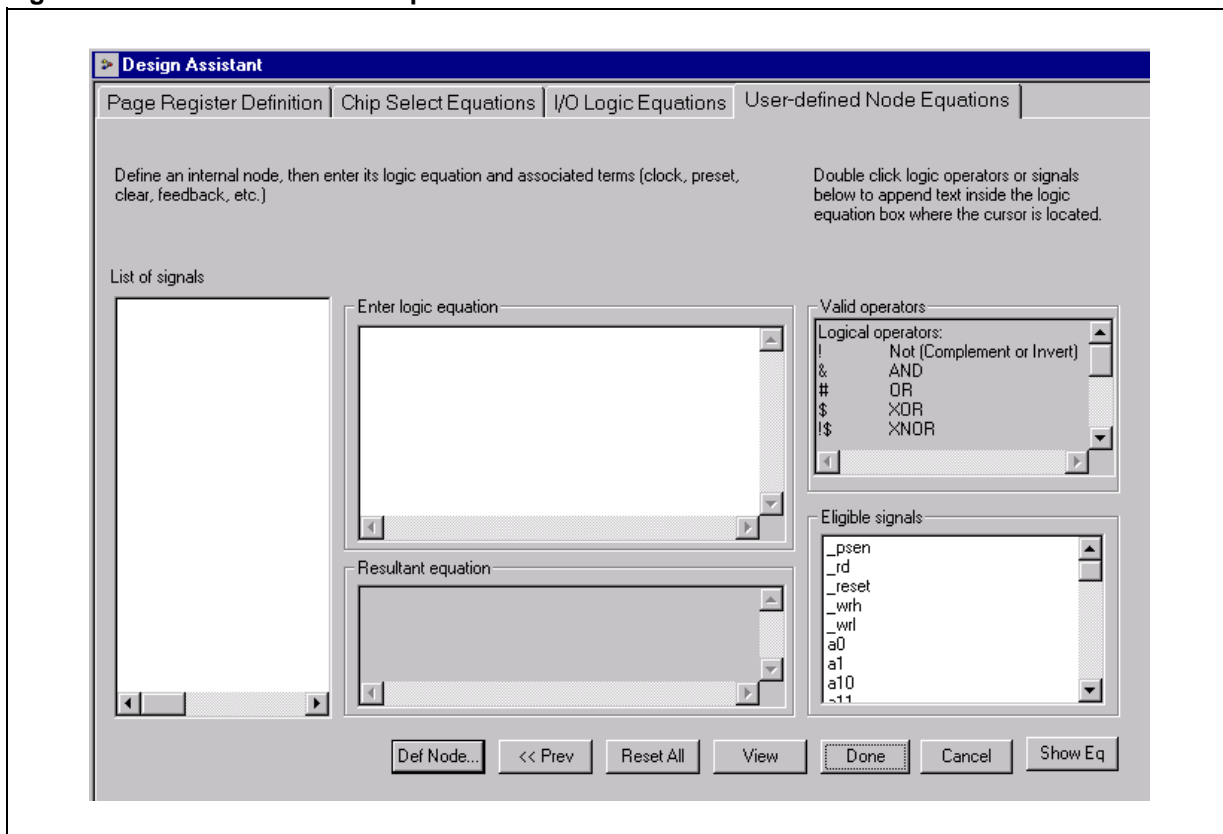 Design Assistant
Page Register Definition
Chip Select Equations
I/O Logic Equations
User-defined Node Equations
Define an internal node, then enter its logic equation and associated terms (clock, preset,
clear, feedback, etc.)
Double click logic operators or signals
below to append text inside the logic
equation box where the cursor is located.
List of signals
Enter logic equation
Resultant equation
Valid operators
Logical operators:
! Not (Complement or Invert)
& AND
# OR
$ XOR
!$ XNOR
Eligible signals
_psen
_rd
_reset
_wrh
_wrl
a0
a1
a10
a11
Def Node...
<< Prev
Reset All
View
Done
Cancel
Show Eq